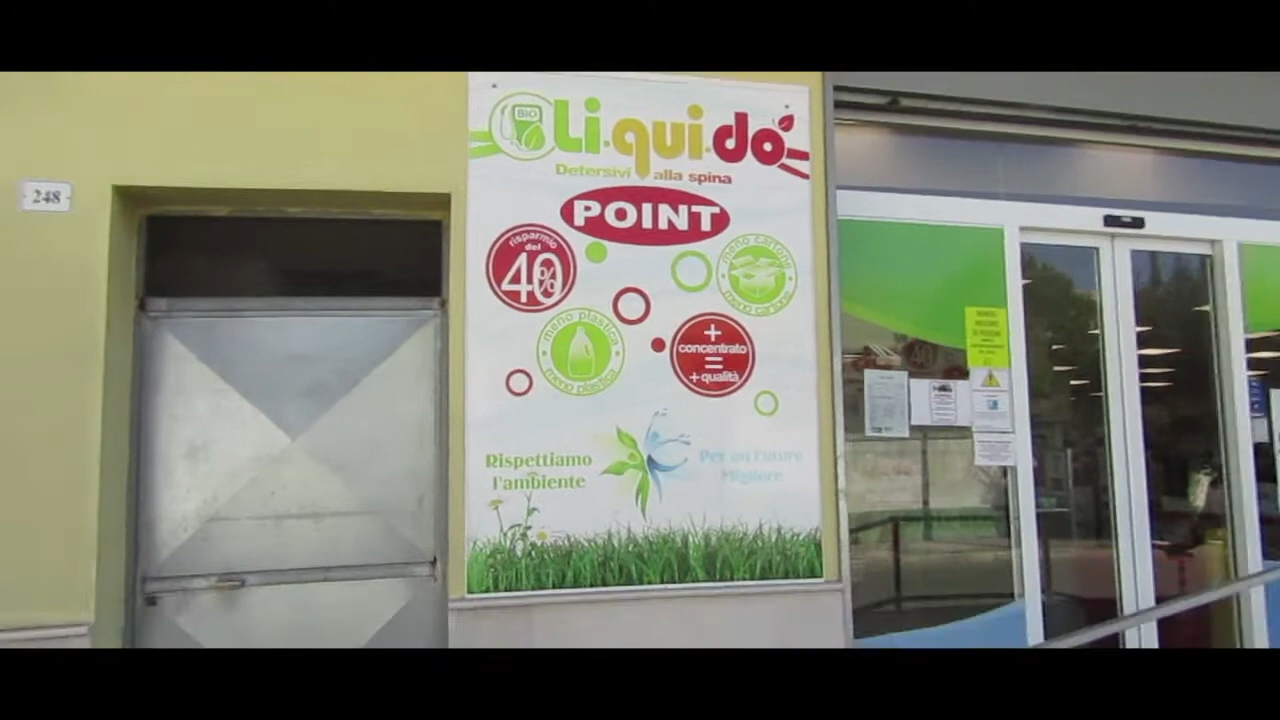 248
BIO
Li·qui·do
Detersivi alla spina
POINT
risparmio
del
40%
meno cartone
meno cartone
meno plastica
meno plastica
+
concentrato
=
+ qualità
Rispettiamo
l'ambiente
Per un Futuro
Migliore